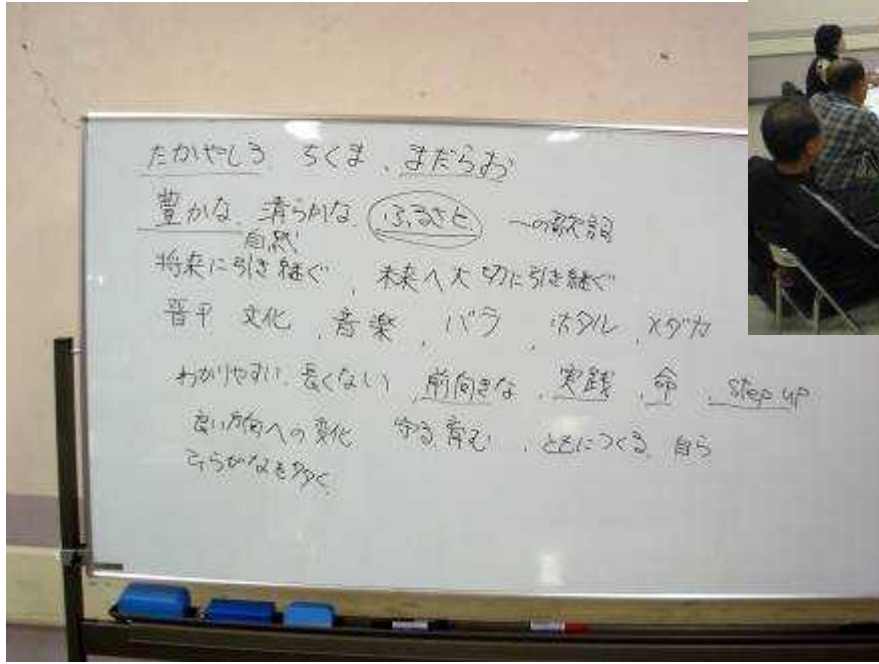 たかやしろ、ちくま、まだらお
豊かな、清らかな、ふるさと、〜の歌詞
自然
将来に引き継ぐ、未来へ大切に引き継ぐ
晋平 文化、音楽、バラ、ホタル、メダカ
わかりやすい、長くない、前向きな、実践、命、step up
良い方向への変化 守る、育む、ともにつくる、自ら
ひらがなを多く